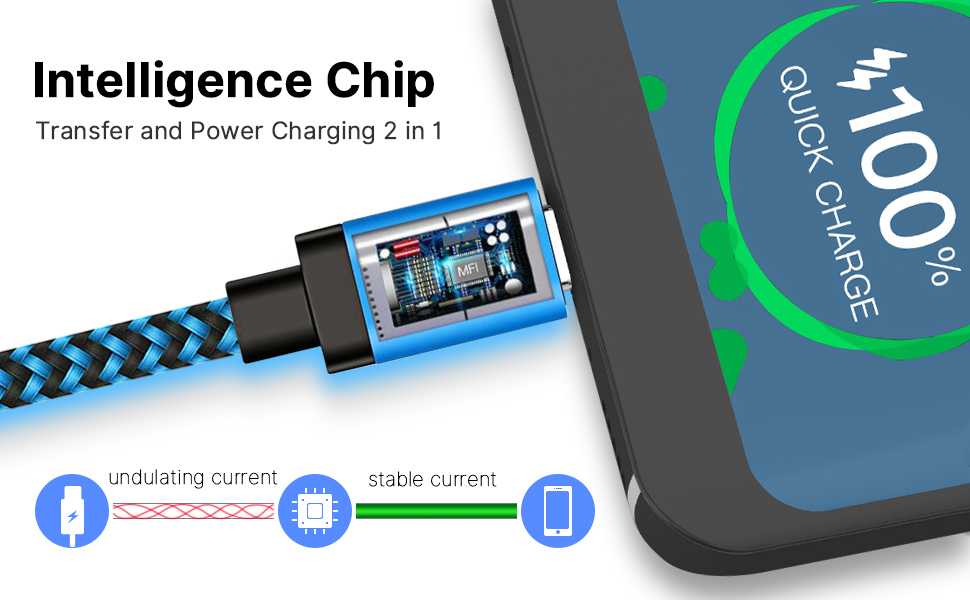 Intelligence Chip
Transfer and Power Charging 2 in 1
MFI
100%
QUICK CHARGE
undulating current
stable current